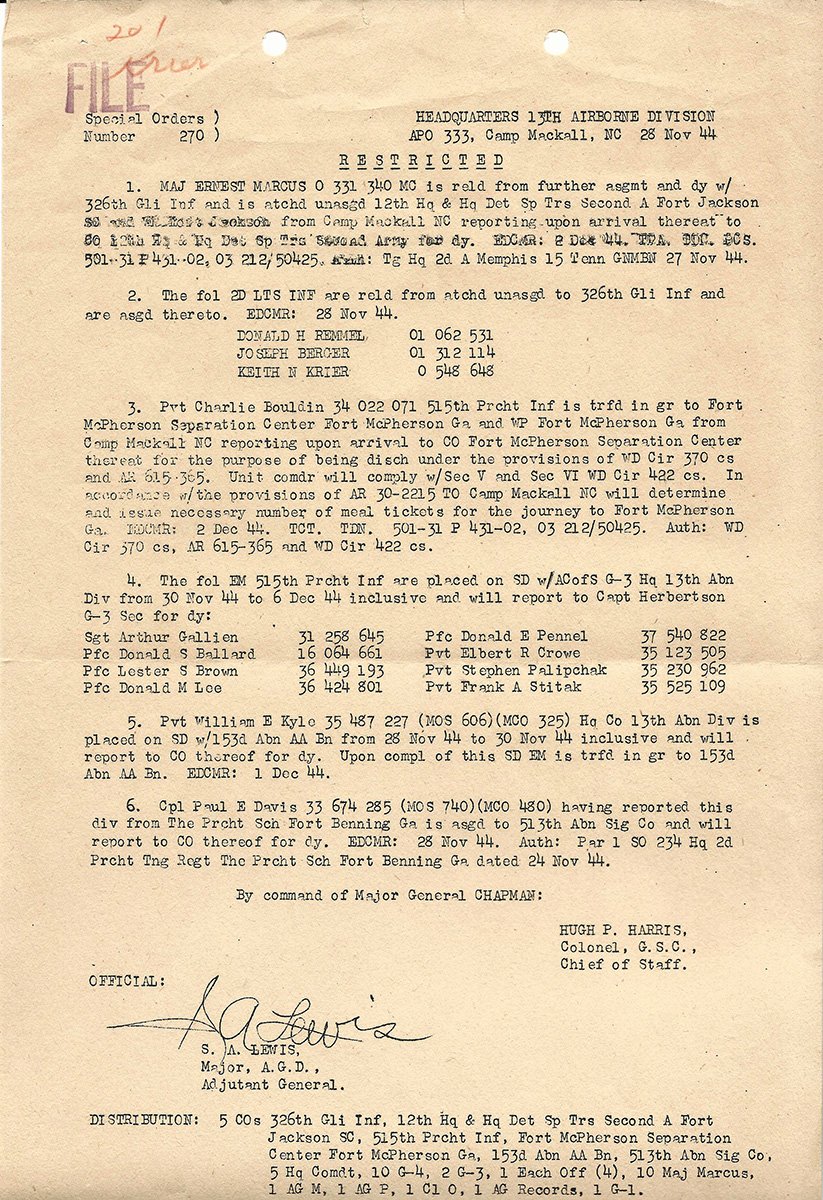 201
Krier
FILE
Special Orders ) HEADQUARTERS 13TH AIRBORNE DIVISION
Number 270 ) APO 333, Camp Mackall, NC 28 Nov 44
R E S T R I C T E D
1. MAJ ERNEST MARCUS O 331 340 MC is reld from further asgmt and dy w/
326th Gli Inf and is atchd unasgd 12th Hq & Hq Det Sp Trs Second A Fort Jackson
SC and WP Fort Jackson from Camp Mackall NC reporting upon arrival thereat to
CO 12th Hq & Hq Det Sp Trs Second Army for dy. EDCMR: 2 Dec 44. PCS.
501-31 P 431-02, 03 212/50425. Auth: Tg Hq 2d A Memphis 15 Tenn GNMBN 27 Nov 44.
2. The fol 2D LTS INF are reld from atchd unasgd to 326th Gli Inf and
are asgd thereto. EDCMR: 28 Nov 44.
DONALD H REMMEL 01 062 531
JOSEPH BERGER 01 312 114
KEITH N KRIER 0 548 648
3. Pvt Charlie Bouldin 34 022 071 515th Prcht Inf is trfd in gr to Fort
McPherson Separation Center Fort McPherson Ga and WP Fort McPherson Ga from
Camp Mackall NC reporting upon arrival to CO Fort McPherson Separation Center
thereat for the purpose of being disch under the provisions of WD Cir 370 cs
and AR 615-365. Unit comdr will comply w/Sec V and Sec VI WD Cir 422 cs. In
accordance w/the provisions of AR 30-2215 TO Camp Mackall NC will determine
and issue necessary number of meal tickets for the journey to Fort McPherson
Ga. EDCMR: 2 Dec 44. TCT. TDN. 501-31 P 431-02, 03 212/50425. Auth: WD
Cir 370 cs, AR 615-365 and WD Cir 422 cs.
4. The fol EM 515th Prcht Inf are placed on SD w/ACofS G-3 Hq 13th Abn
Div from 30 Nov 44 to 6 Dec 44 inclusive and will report to Capt Herbertson
G-3 Sec for dy:
Sgt Arthur Gallien 31 258 645 Pfc Donald E Pennel 37 540 822
Pfc Donald S Ballard 16 064 661 Pvt Elbert R Crowe 35 123 505
Pfc Lester S Brown 36 449 193 Pvt Stephen Palipchak 35 230 962
Pfc Donald M Lee 36 424 801 Pvt Frank A Stitak 35 525 109
5. Pvt William E Kyle 35 487 227 (MOS 606)(MCO 325) Hq Co 13th Abn Div is
placed on SD w/153d Abn AA Bn from 28 Nov 44 to 30 Nov 44 inclusive and will
report to CO thereof for dy. Upon compl of this SD EM is trfd in gr to 153d
Abn AA Bn. EDCMR: 1 Dec 44.
6. Cpl Paul E Davis 33 674 285 (MOS 740)(MCO 480) having reported this
div from The Prcht Sch Fort Benning Ga is asgd to 513th Abn Sig Co and will
report to CO thereof for dy. EDCMR: 28 Nov 44. Auth: Par 1 SO 234 Hq 2d
Prcht Tng Regt The Prcht Sch Fort Benning Ga dated 24 Nov 44.
By command of Major General CHAPMAN:
HUGH P. HARRIS,
Colonel, G.S.C.,
Chief of Staff.
OFFICIAL:
S A Lewis
S. A. LEWIS,
Major, A.G.D.,
Adjutant General.
DISTRIBUTION: 5 COs 326th Gli Inf, 12th Hq & Hq Det Sp Trs Second A Fort
Jackson SC, 515th Prcht Inf, Fort McPherson Separation
Center Fort McPherson Ga, 153d Abn AA Bn, 513th Abn Sig Co,
5 Hq Comdt, 10 G-4, 2 G-3, 1 Each Off (4), 10 Maj Marcus,
1 AG M, 1 AG P, 1 Cl O, 1 AG Records, 1 G-1.